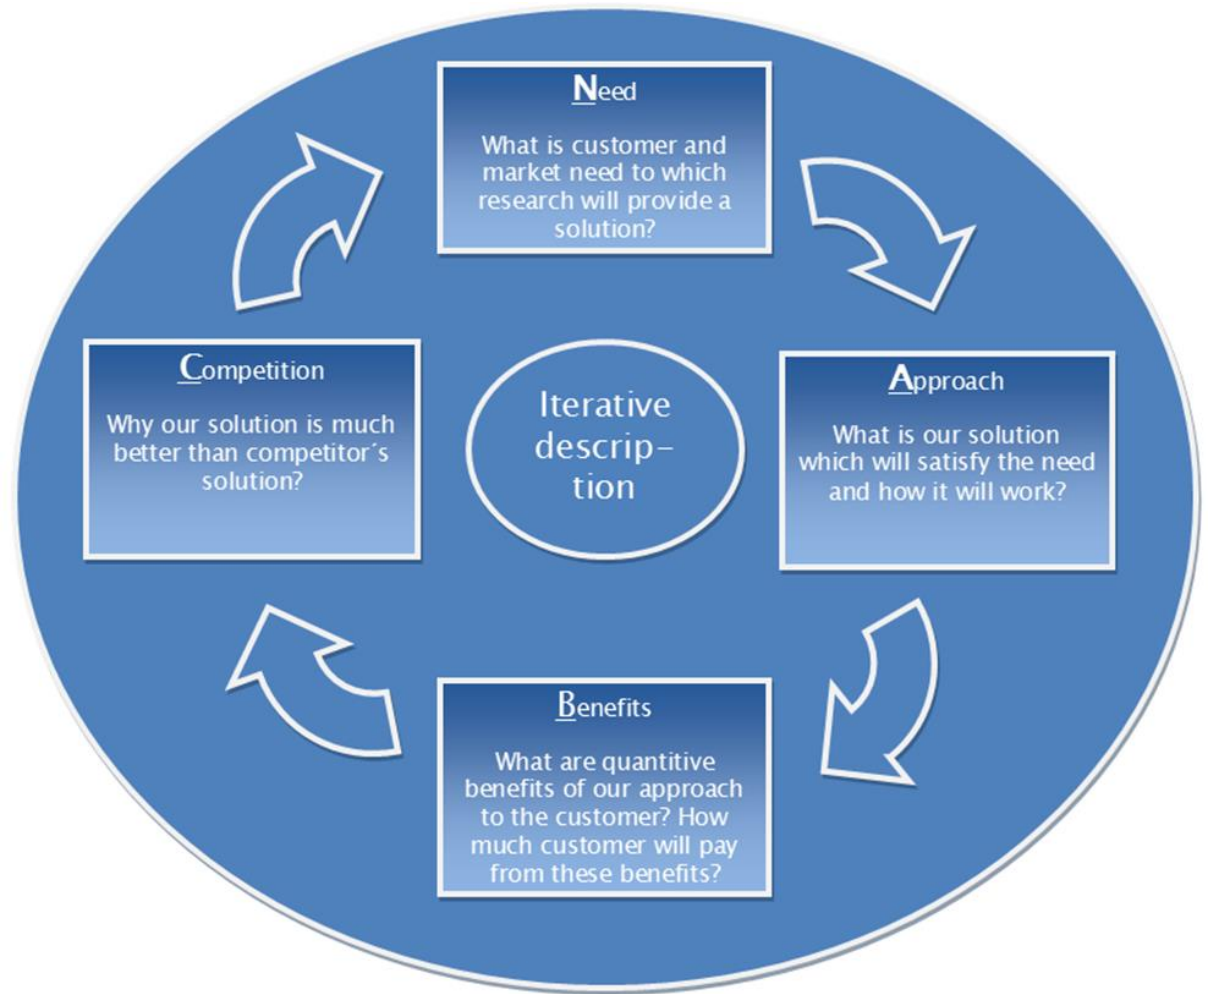 Need
What is customer and
market need to which
research will provide a
solution?
Approach
What is our solution
which will satisfy the need
and how it will work?
Benefits
What are quantitive
benefits of our approach
to the customer? How
much customer will pay
from these benefits?
Competition
Why our solution is much
better than competitor´s
solution?
Iterative
descrip-
tion